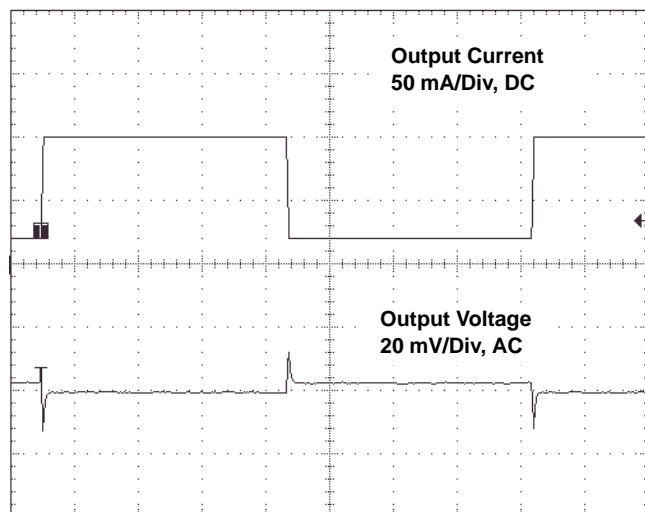 Output Current
50 mA/Div, DC
Output Voltage
20 mV/Div, AC